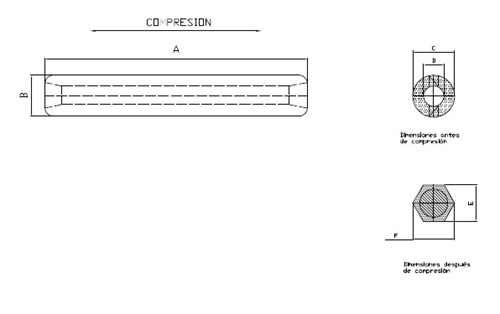 COMPRESION
A
B
C
D
Dimensiones antes
de compresión
E
F
Dimensiones después
de compresión